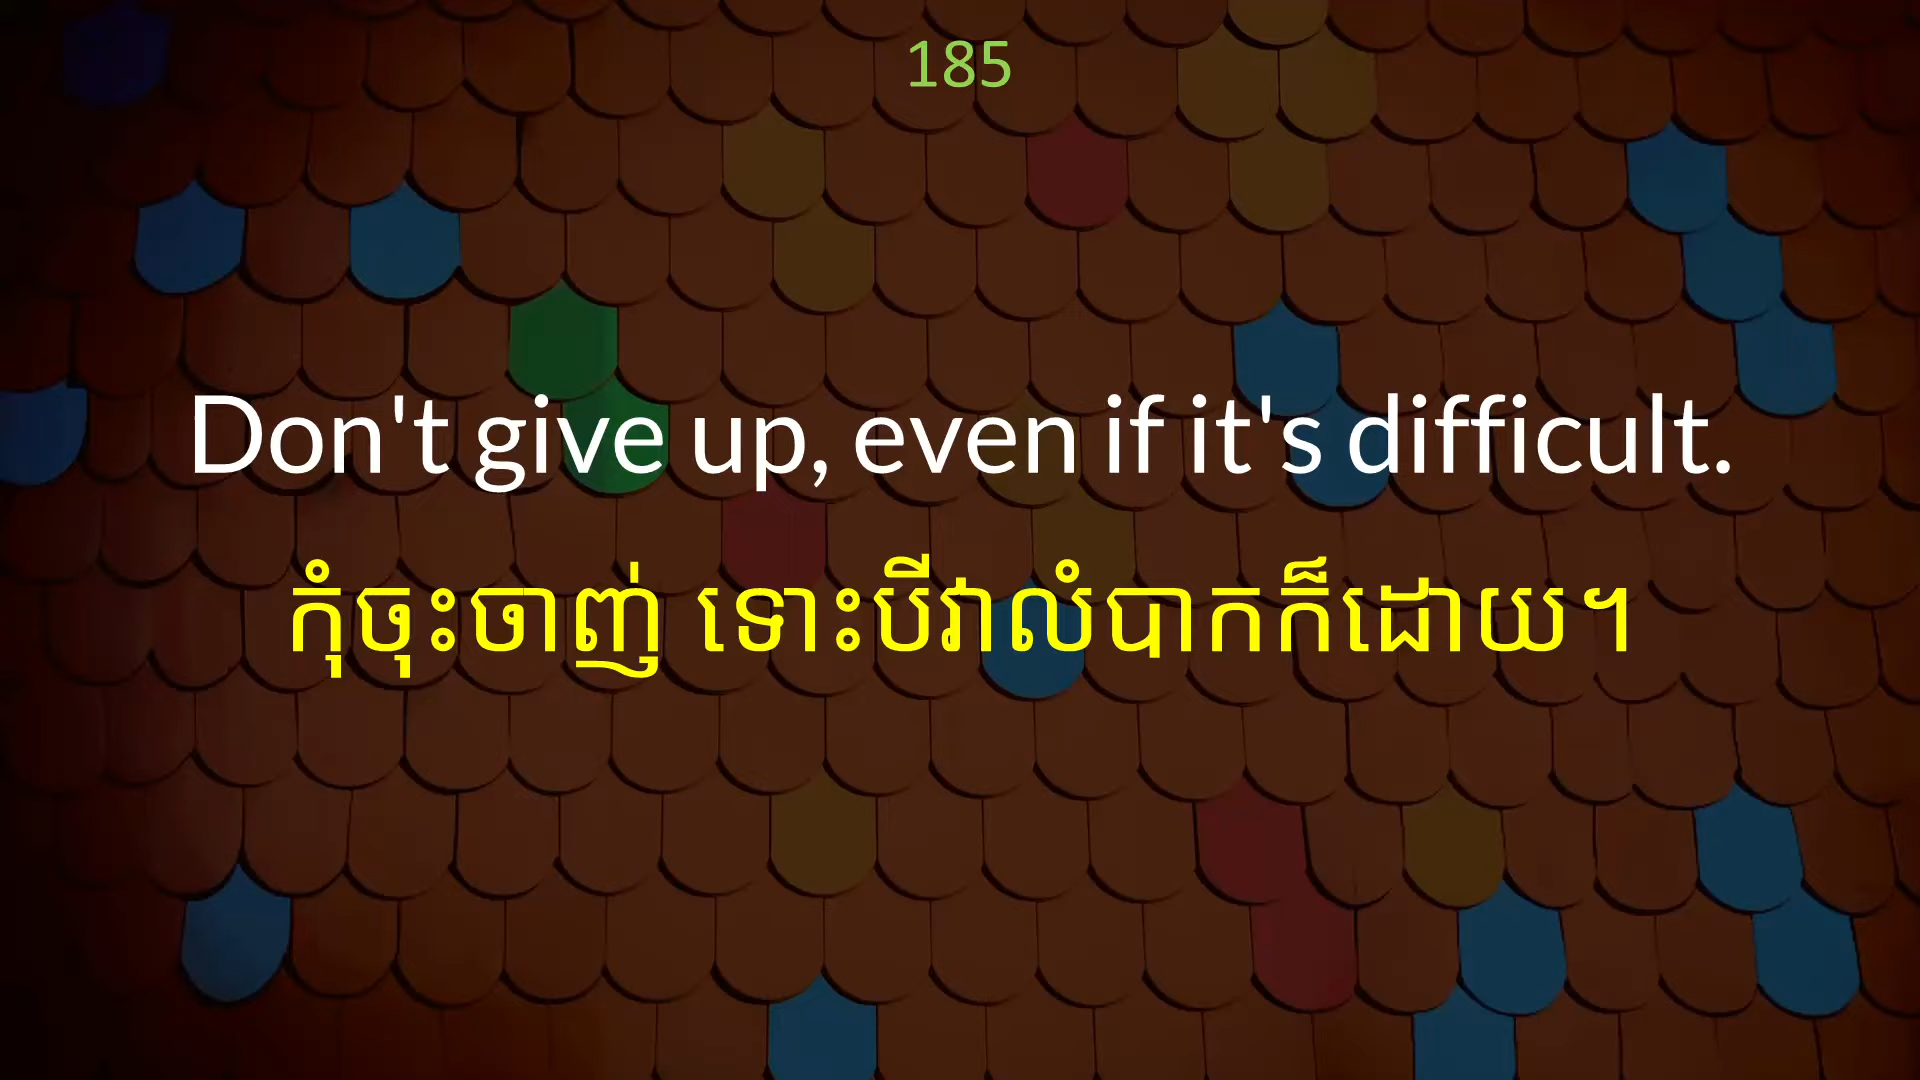 185
Don't give up, even if it's difficult.
កុំចុះចាញ់ ទោះបីវាលំបាកក៏ដោយ។